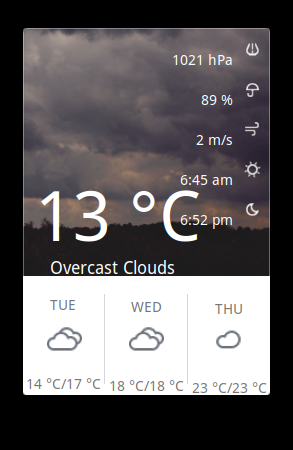 1021 hPa
89 %
2 m/s
6:45 am
13 °C
6:52 pm
Overcast Clouds
TUE
WED
THU
14 °C/17 °C
18 °C/18 °C
23 °C/23 °C